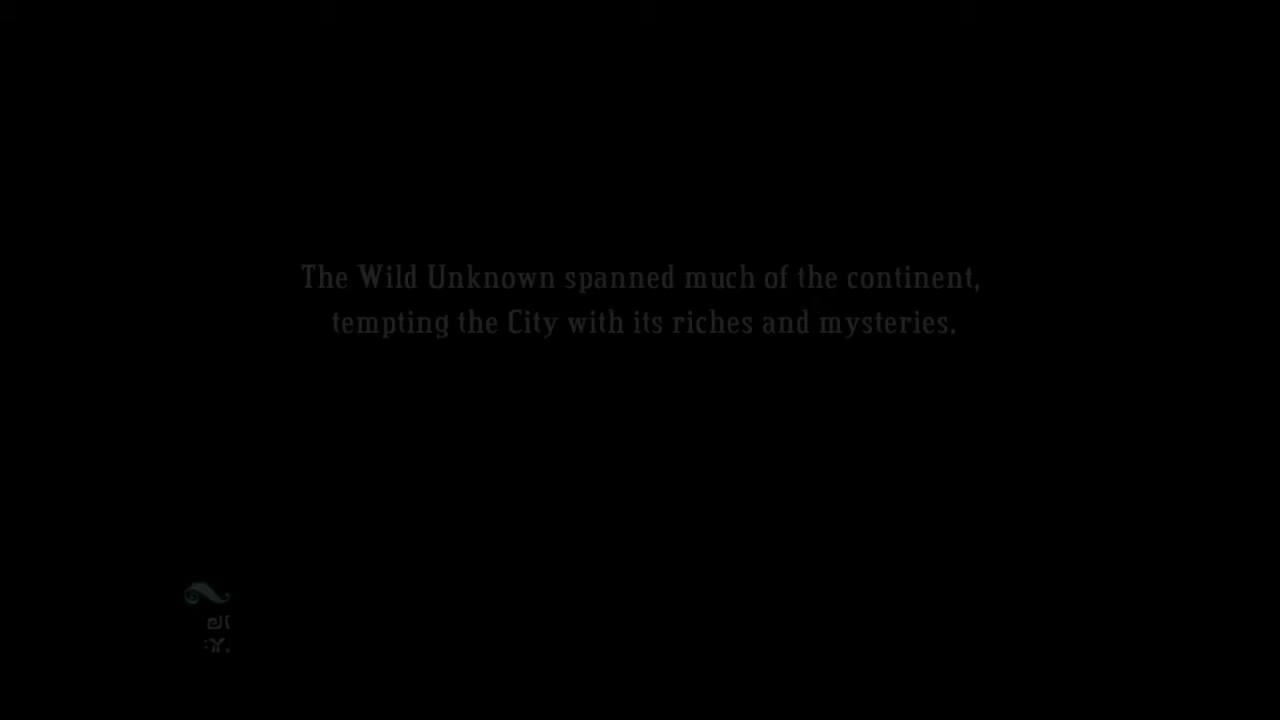 The Wild Unknown spanned much of the continent,
tempting the City with its riches and mysteries.